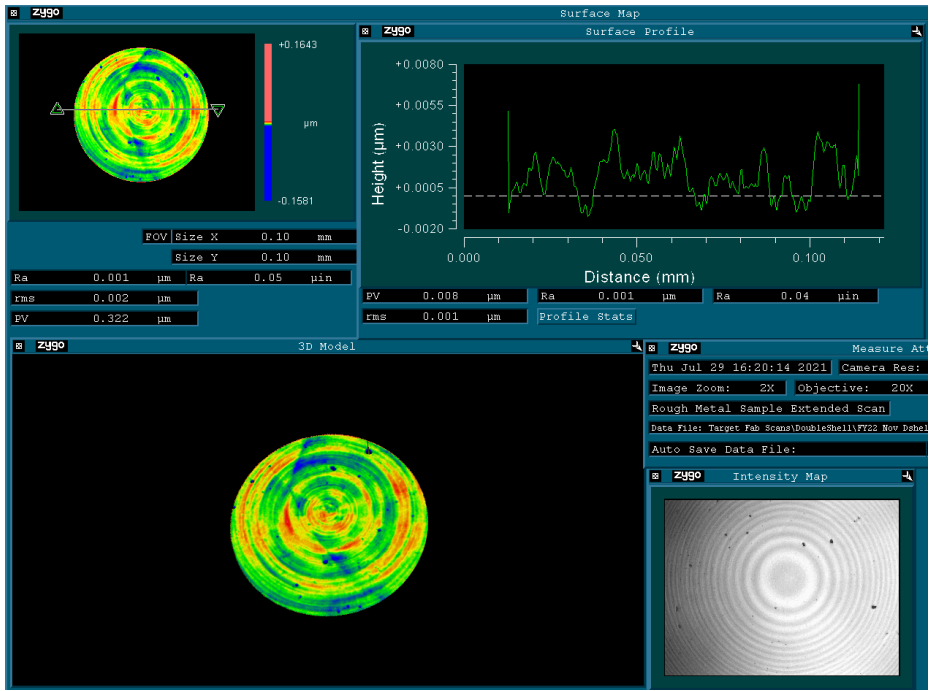 zygo Surface Map
+0.1643
µm
-0.1581
FOV Size X 0.10 mm
Size Y 0.10 mm
Ra 0.001 µm Ra 0.05 µin
rms 0.002 µm
PV 0.322 µm
zygo Surface Profile
+0.0080
+0.0055
+0.0030
+0.0005
-0.0020
Height (µm)
0.000 0.050 0.100
Distance (mm)
PV 0.008 µm Ra 0.001 µm Ra 0.04 µin
rms 0.001 µm Profile Stats
zygo 3D Model
zygo Measure Att
Thu Jul 29 16:20:14 2021 Camera Res:
Image Zoom: 2X Objective: 20X
Rough Metal Sample Extended Scan
Data File: Target Fab Scans\DoubleShell\FY22 Nov Dshel
Auto Save Data File:
zygo Intensity Map